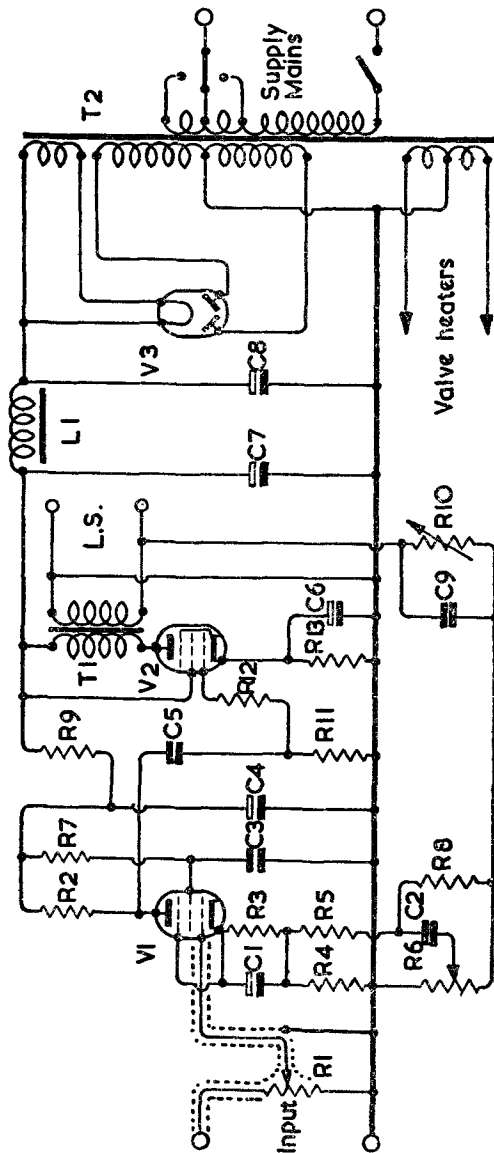 Input
R1
V1
R2
R7
R9
C1
R3
R4
R5
C3
C4
C5
R6
C2
R8
T1
V2
L.S.
R12
R11
R13
C6
C9
R10
L1
C7
C8
V3
T2
Supply
Mains
Valve heaters